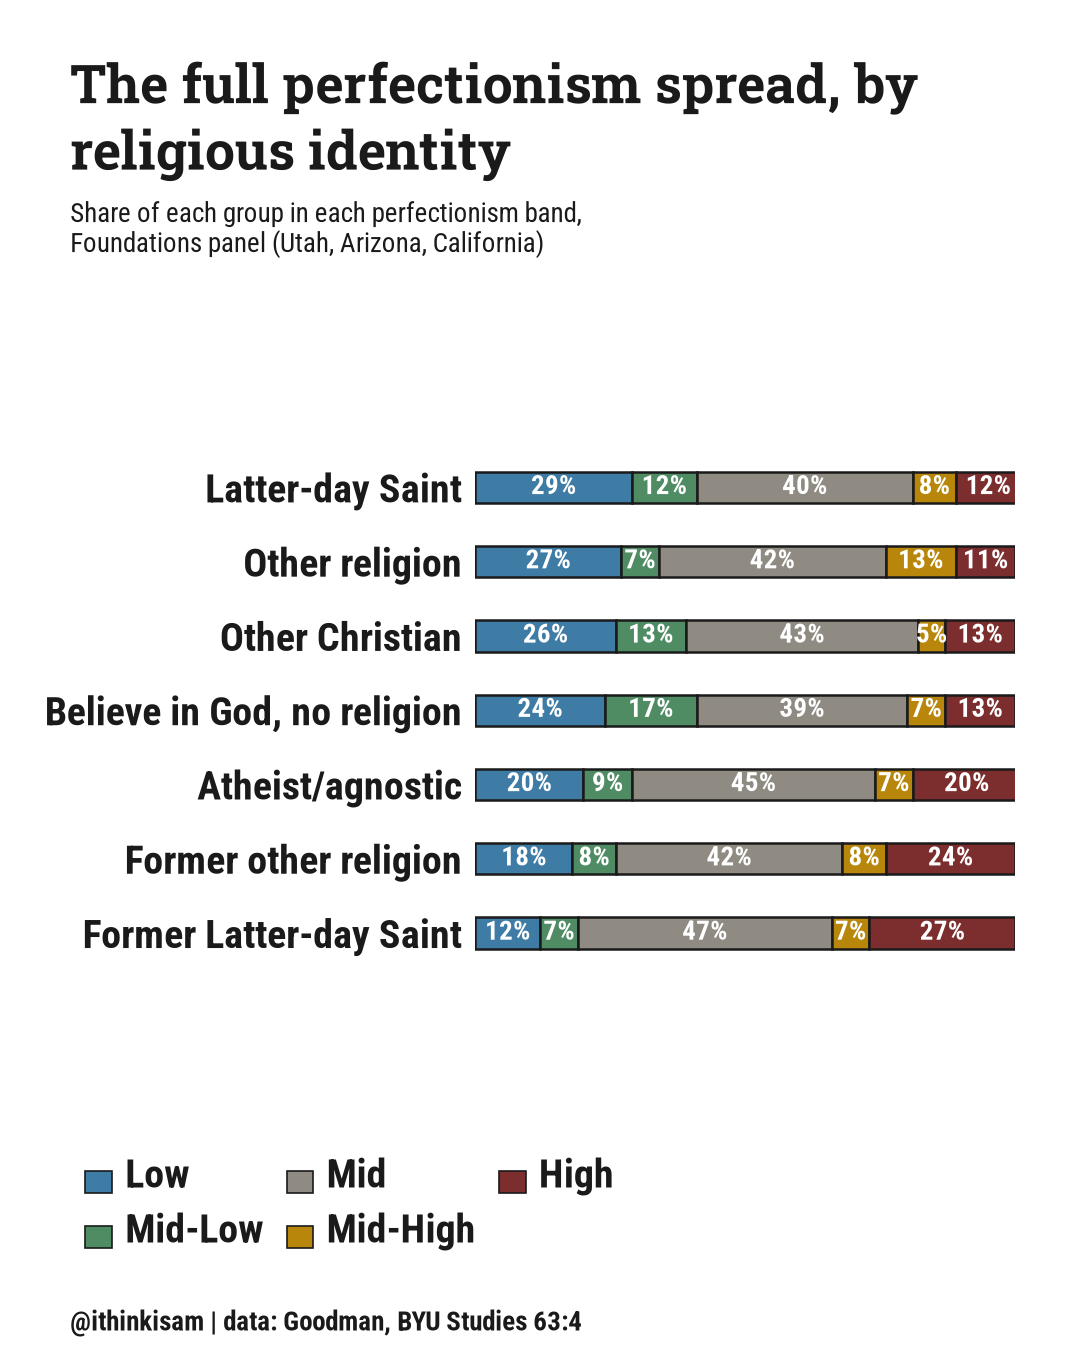 The full perfectionism spread, by
religious identity
Share of each group in each perfectionism band,
Foundations panel (Utah, Arizona, California)
Latter-day Saint 29% 12% 40% 8% 12%
Other religion 27% 7% 42% 13% 11%
Other Christian 26% 13% 43% 5% 13%
Believe in God, no religion 24% 17% 39% 7% 13%
Atheist/agnostic 20% 9% 45% 7% 20%
Former other religion 18% 8% 42% 8% 24%
Former Latter-day Saint 12% 7% 47% 7% 27%
Low Mid High
Mid-Low Mid-High
@ithinkisam | data: Goodman, BYU Studies 63:4